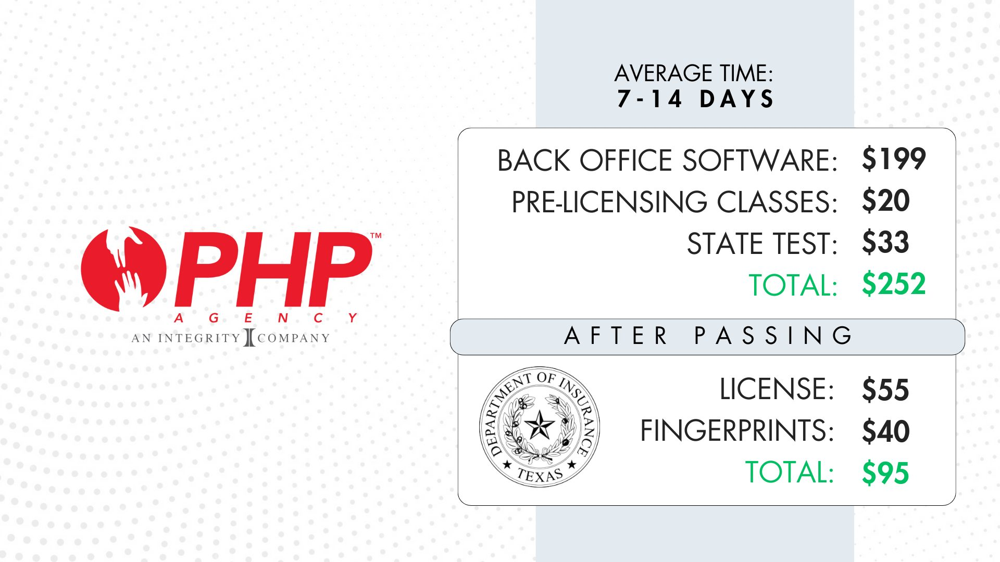 AVERAGE TIME:
7-14 DAYS
BACK OFFICE SOFTWARE: $199
PRE-LICENSING CLASSES: $20
STATE TEST: $33
TOTAL: $252
PHP™
AGENCY
AN INTEGRITY COMPANY
AFTER PASSING
DEPARTMENT OF INSURANCE
TEXAS
LICENSE: $55
FINGERPRINTS: $40
TOTAL: $95